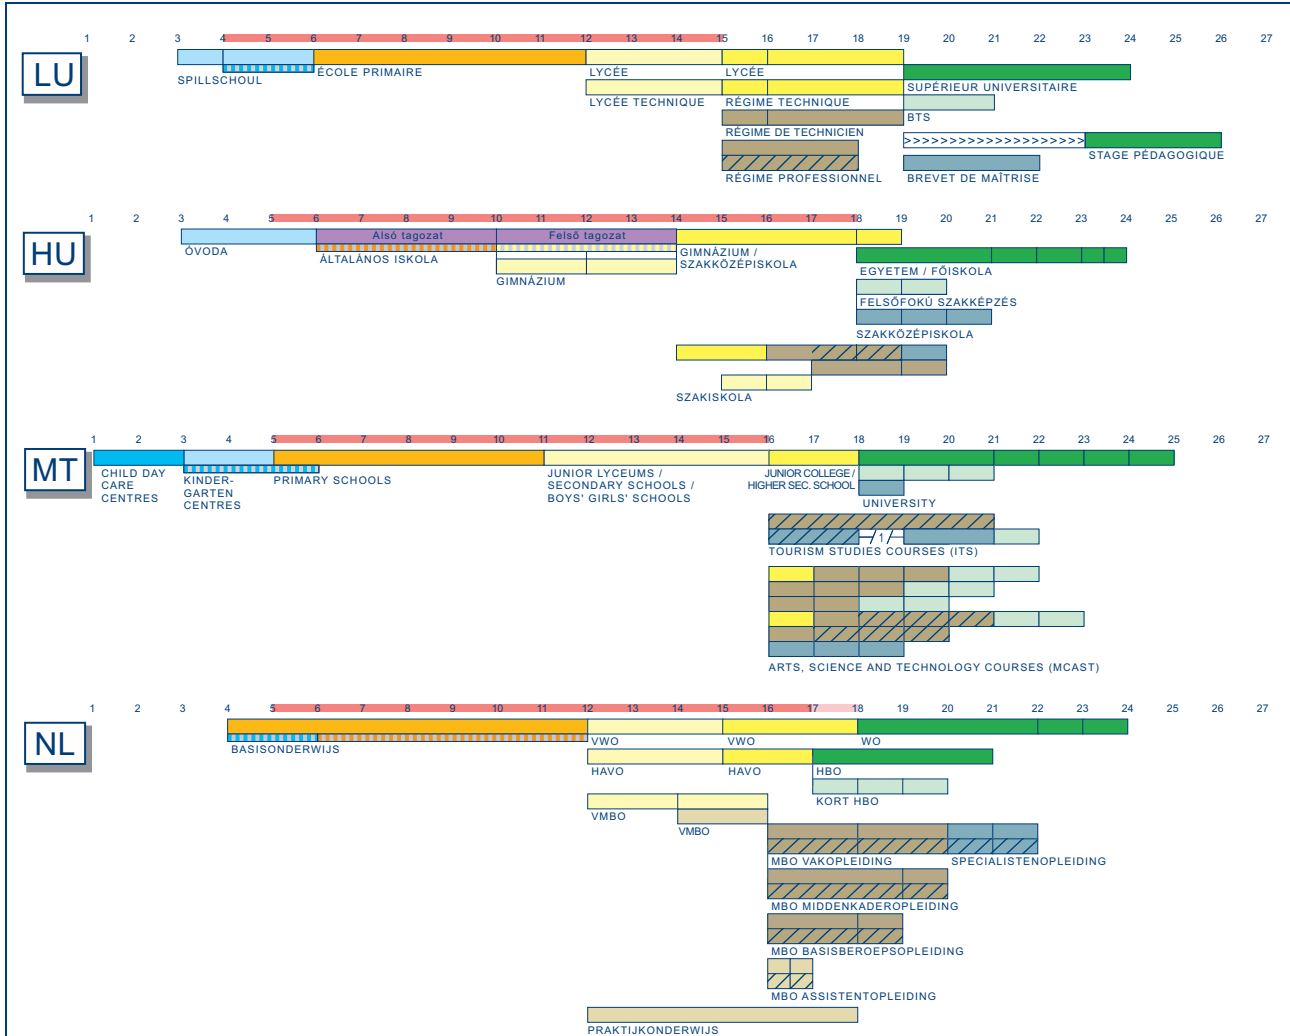 1 2 3 4 5 6 7 8 9 10 11 12 13 14 15 16 17 18 19 20 21 22 23 24 25 26 27
LU
SPILLSCHOUL
ÉCOLE PRIMAIRE
LYCÉE
LYCÉE
SUPÉRIEUR UNIVERSITAIRE
LYCÉE TECHNIQUE
RÉGIME TECHNIQUE
BTS
RÉGIME DE TECHNICIEN
>>>>>>>>>>>>>>>>>>>>>
STAGE PÉDAGOGIQUE
RÉGIME PROFESSIONNEL
BREVET DE MAÎTRISE
1 2 3 4 5 6 7 8 9 10 11 12 13 14 15 16 17 18 19 20 21 22 23 24 25 26 27
HU
Alsó tagozat
Felső tagozat
ÓVODA
ÁLTALÁNOS ISKOLA
GIMNÁZIUM /
SZAKKÖZÉPISKOLA
GIMNÁZIUM
EGYETEM / FŐISKOLA
FELSŐFOKÚ SZAKKÉPZÉS
SZAKKÖZÉPISKOLA
SZAKISKOLA
1 2 3 4 5 6 7 8 9 10 11 12 13 14 15 16 17 18 19 20 21 22 23 24 25 26 27
MT
CHILD DAY
CARE
CENTRES
KINDER-
GARTEN
CENTRES
PRIMARY SCHOOLS
JUNIOR LYCEUMS /
SECONDARY SCHOOLS /
BOYS' GIRLS' SCHOOLS
JUNIOR COLLEGE /
HIGHER SEC. SCHOOL
UNIVERSITY
/1/
TOURISM STUDIES COURSES (ITS)
ARTS, SCIENCE AND TECHNOLOGY COURSES (MCAST)
1 2 3 4 5 6 7 8 9 10 11 12 13 14 15 16 17 18 19 20 21 22 23 24 25 26 27
NL
BASISONDERWIJS
VWO
VWO
WO
HAVO
HAVO
HBO
KORT HBO
VMBO
VMBO
MBO VAKOPLEIDING
SPECIALISTENOPLEIDING
MBO MIDDENKADEROPLEIDING
MBO BASISBEROEPSOPLEIDING
MBO ASSISTENTOPLEIDING
PRAKTIJKONDERWIJS